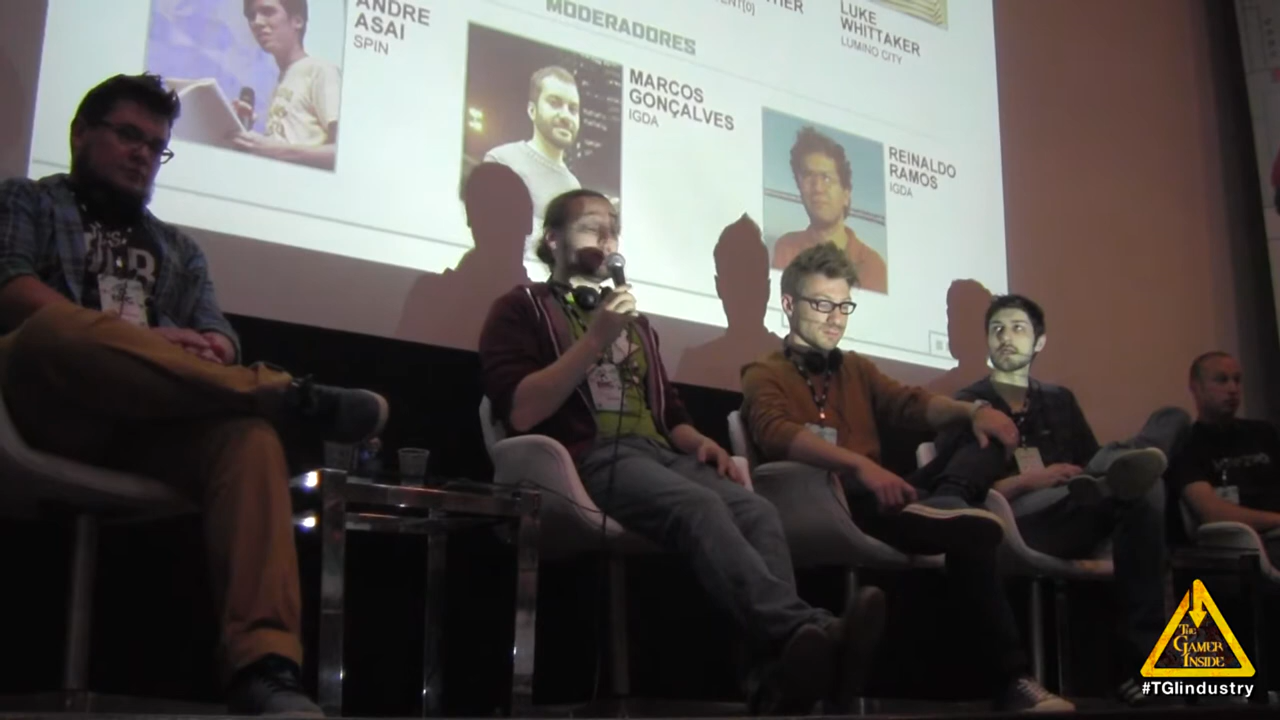 ANDRE
ASAI
SPIN
MODERADORES
LUKE
WHITTAKER
LUMINO CITY
MARCOS
GONÇALVES
IGDA
REINALDO
RAMOS
IGDA
THE
GAMER
INSIDE
#TGIindustry